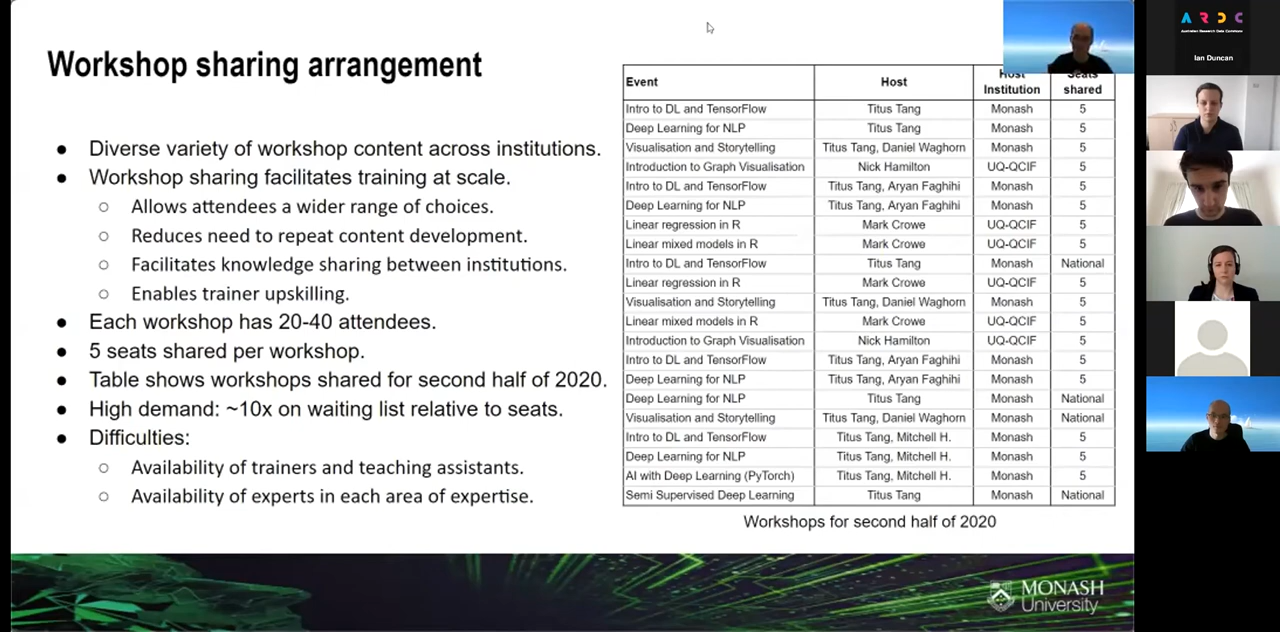 Workshop sharing arrangement
● Diverse variety of workshop content across institutions.
● Workshop sharing facilitates training at scale.
○ Allows attendees a wider range of choices.
○ Reduces need to repeat content development.
○ Facilitates knowledge sharing between institutions.
○ Enables trainer upskilling.
● Each workshop has 20-40 attendees.
● 5 seats shared per workshop.
● Table shows workshops shared for second half of 2020.
● High demand: ~10x on waiting list relative to seats.
● Difficulties:
○ Availability of trainers and teaching assistants.
○ Availability of experts in each area of expertise.
Event Host Host Institution Seats shared
Intro to DL and TensorFlow Titus Tang Monash 5
Deep Learning for NLP Titus Tang Monash 5
Visualisation and Storytelling Titus Tang, Daniel Waghorn Monash 5
Introduction to Graph Visualisation Nick Hamilton UQ-QCIF 5
Intro to DL and TensorFlow Titus Tang, Aryan Faghihi Monash 5
Deep Learning for NLP Titus Tang, Aryan Faghihi Monash 5
Linear regression in R Mark Crowe UQ-QCIF 5
Linear mixed models in R Mark Crowe UQ-QCIF 5
Intro to DL and TensorFlow Titus Tang Monash National
Linear regression in R Mark Crowe UQ-QCIF 5
Visualisation and Storytelling Titus Tang, Daniel Waghorn Monash 5
Linear mixed models in R Mark Crowe UQ-QCIF 5
Introduction to Graph Visualisation Nick Hamilton UQ-QCIF 5
Intro to DL and TensorFlow Titus Tang, Aryan Faghihi Monash 5
Deep Learning for NLP Titus Tang, Aryan Faghihi Monash 5
Deep Learning for NLP Titus Tang Monash National
Visualisation and Storytelling Titus Tang, Daniel Waghorn Monash National
Intro to DL and TensorFlow Titus Tang, Mitchell H. Monash 5
Deep Learning for NLP Titus Tang, Mitchell H. Monash 5
AI with Deep Learning (PyTorch) Titus Tang, Mitchell H. Monash 5
Semi Supervised Deep Learning Titus Tang Monash National
Workshops for second half of 2020
MONASH
University
ARDC
Australian Research Data Commons
Ian Duncan